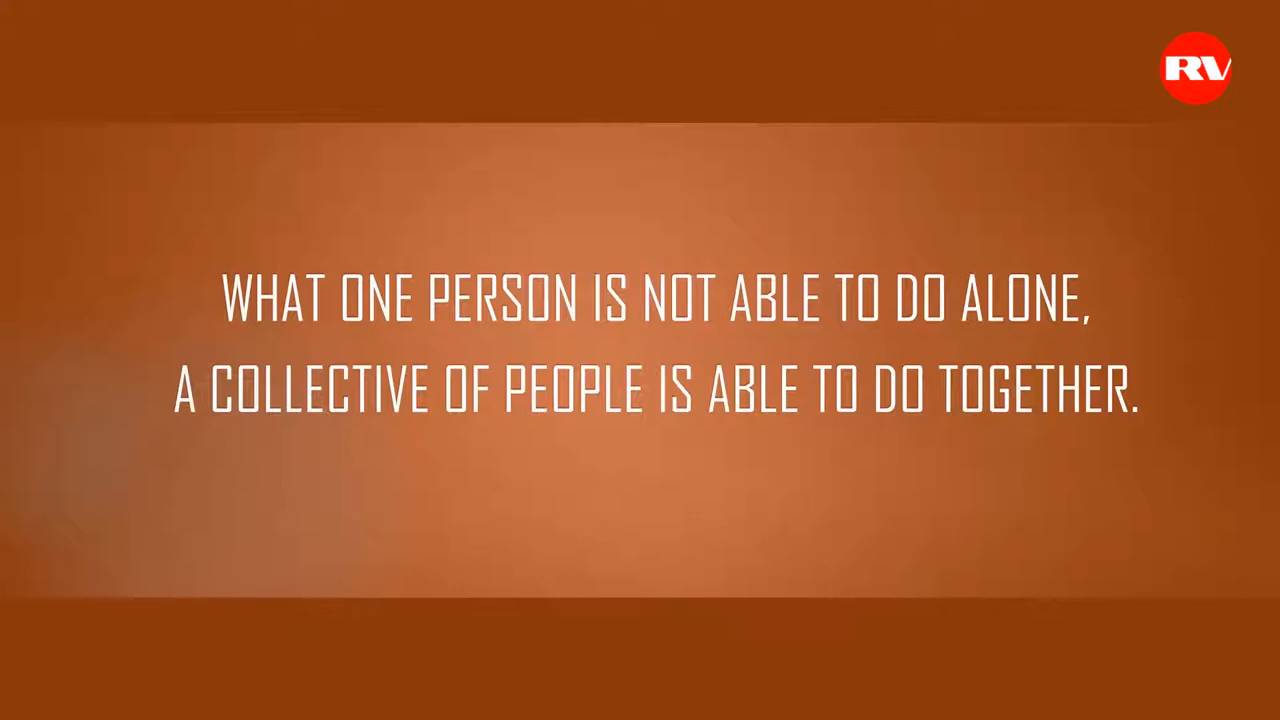 RV
WHAT ONE PERSON IS NOT ABLE TO DO ALONE,
A COLLECTIVE OF PEOPLE IS ABLE TO DO TOGETHER.